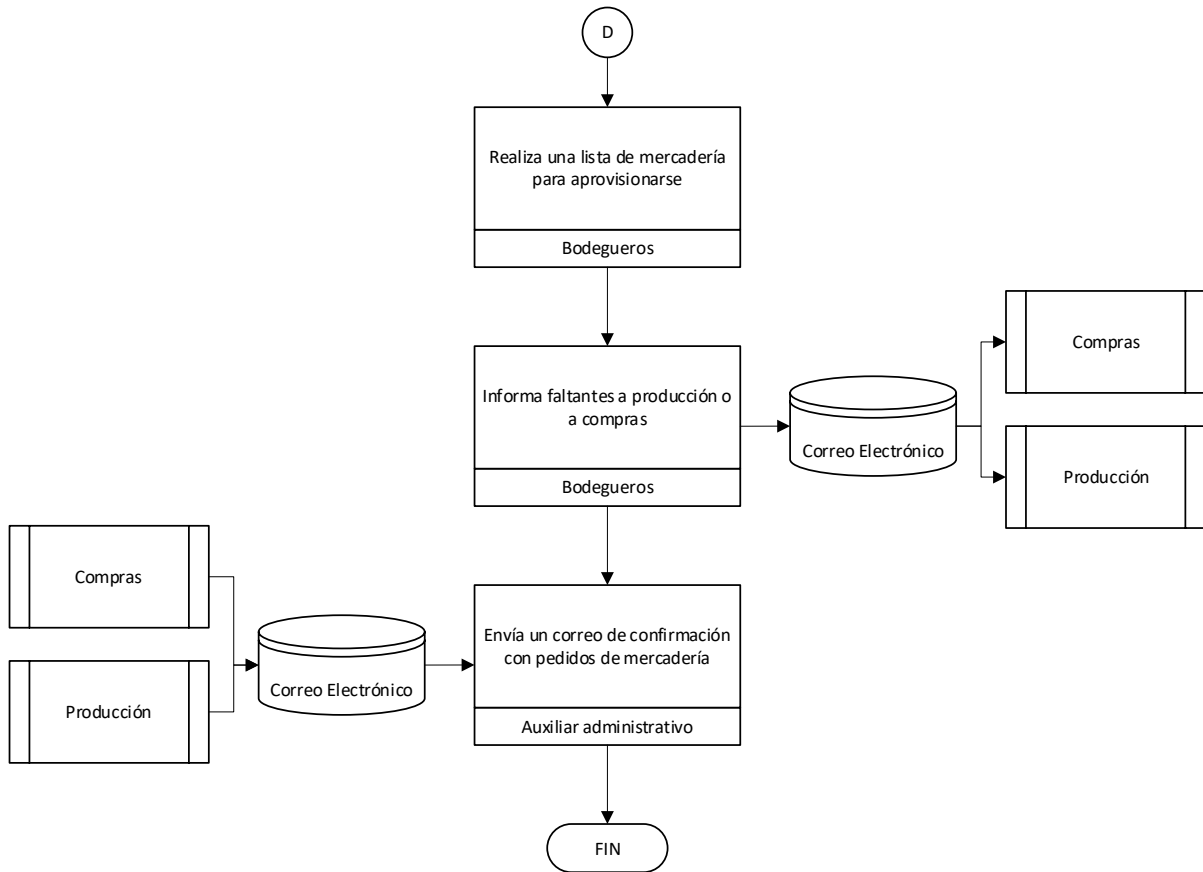 D
Realiza una lista de mercadería
para aprovisionarse
Bodegueros
Informa faltantes a producción o
a compras
Bodegueros
Correo Electrónico
Compras
Producción
Compras
Producción
Correo Electrónico
Envía un correo de confirmación
con pedidos de mercadería
Auxiliar administrativo
FIN